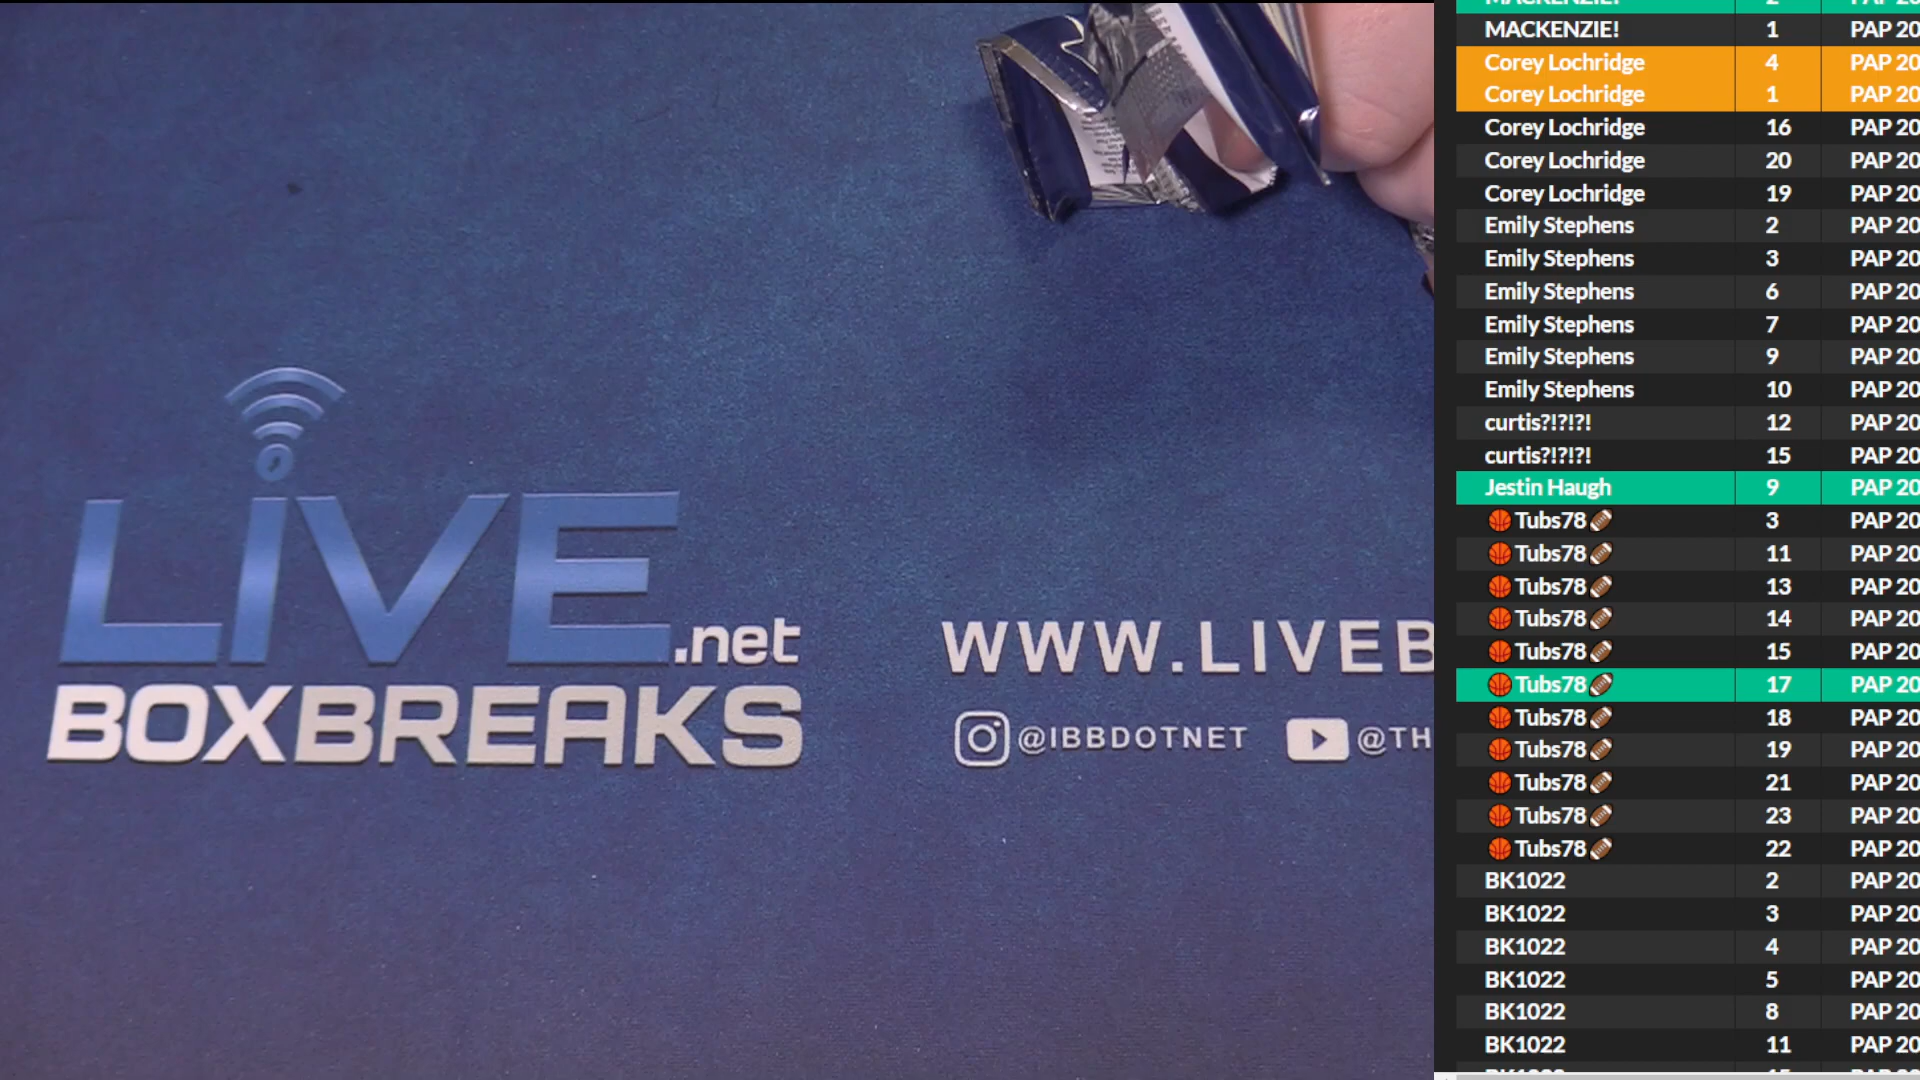 LIVE.net
BOXBREAKS
WWW.LIVEB
@IBBDOTNET @TH
MACKENZIE! 2 PAP 20
MACKENZIE! 1 PAP 20
Corey Lochridge 4 PAP 20
Corey Lochridge 1 PAP 20
Corey Lochridge 16 PAP 20
Corey Lochridge 20 PAP 20
Corey Lochridge 19 PAP 20
Emily Stephens 2 PAP 20
Emily Stephens 3 PAP 20
Emily Stephens 6 PAP 20
Emily Stephens 7 PAP 20
Emily Stephens 9 PAP 20
Emily Stephens 10 PAP 20
curtis?!?!?! 12 PAP 20
curtis?!?!?! 15 PAP 20
Jestin Haugh 9 PAP 20
🏀Tubs78🏈 3 PAP 20
🏀Tubs78🏈 11 PAP 20
🏀Tubs78🏈 13 PAP 20
🏀Tubs78🏈 14 PAP 20
🏀Tubs78🏈 15 PAP 20
🏀Tubs78🏈 17 PAP 20
🏀Tubs78🏈 18 PAP 20
🏀Tubs78🏈 19 PAP 20
🏀Tubs78🏈 21 PAP 20
🏀Tubs78🏈 23 PAP 20
🏀Tubs78🏈 22 PAP 20
BK1022 2 PAP 20
BK1022 3 PAP 20
BK1022 4 PAP 20
BK1022 5 PAP 20
BK1022 8 PAP 20
BK1022 11 PAP 20